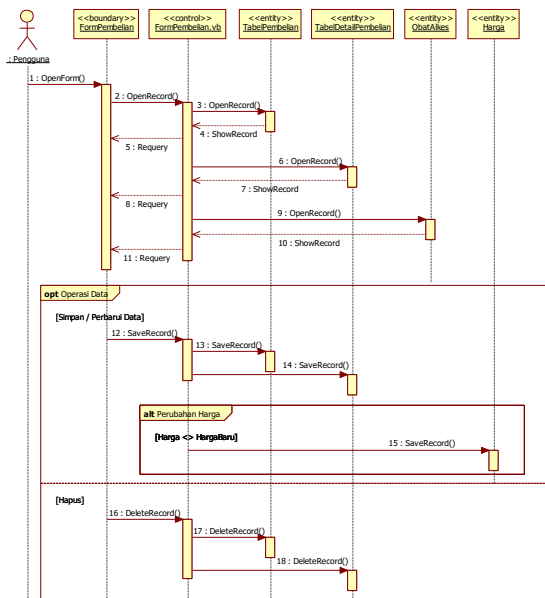 <<boundary>>
FormPembelian
<<control>>
FormPembelian.vb
<<entity>>
TabelPembelian
<<entity>>
TabelDetailPembelian
<<entity>>
ObatAlkes
<<entity>>
Harga
: Pengguna
1 : OpenForm()
2 : OpenRecord()
3 : OpenRecord()
4 : ShowRecord
5 : Requery
6 : OpenRecord()
7 : ShowRecord
8 : Requery
9 : OpenRecord()
10 : ShowRecord
11 : Requery
opt Operasi Data
[Simpan / Perbarui Data]
12 : SaveRecord()
13 : SaveRecord()
14 : SaveRecord()
alt Perubahan Harga
[Harga <> HargaBaru]
15 : SaveRecord()
[Hapus]
16 : DeleteRecord()
17 : DeleteRecord()
18 : DeleteRecord()